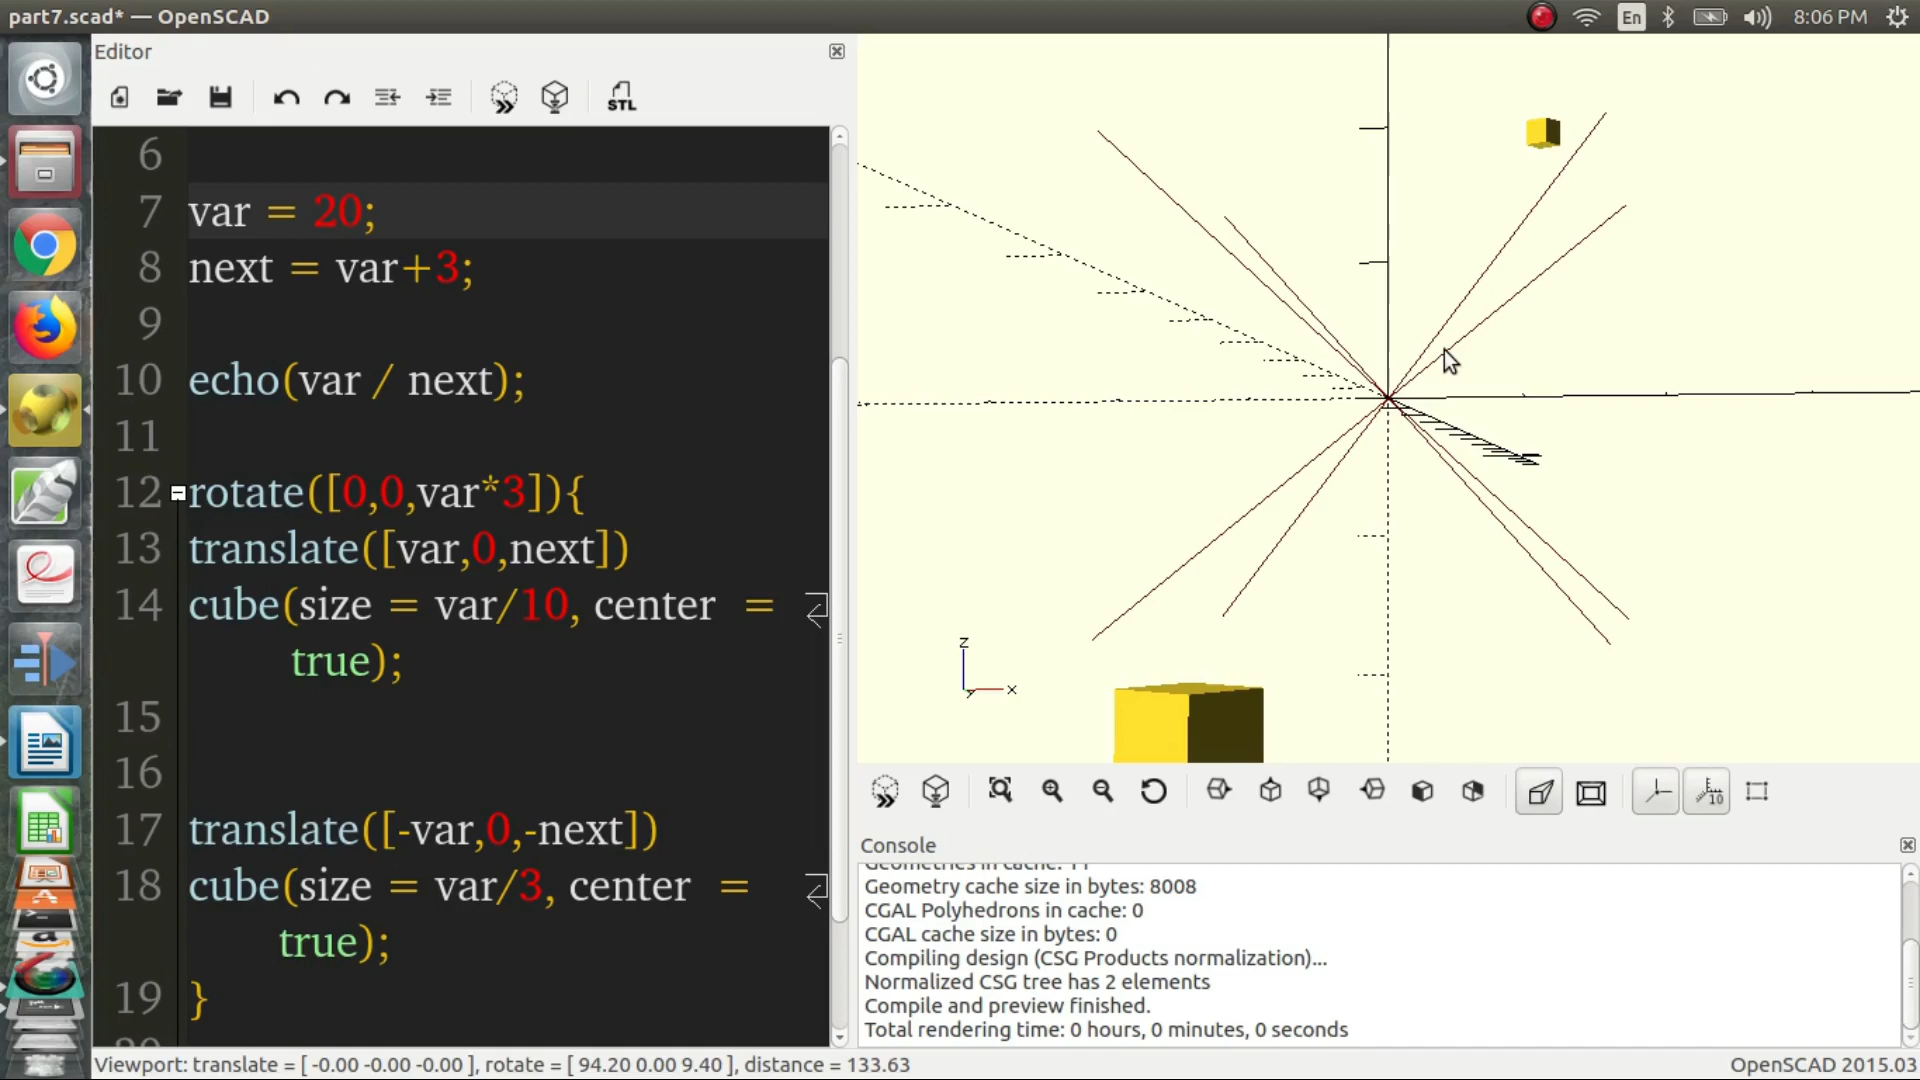 part7.scad* — OpenSCAD
En
8:06 PM
Editor
STL
6
7 var = 20;
8 next = var+3;
9
10 echo(var / next);
11
12 rotate([0,0,var*3]){
13 translate([var,0,next])
14 cube(size = var/10, center =
true);
15
16
17 translate([-var,0,-next])
18 cube(size = var/3, center =
true);
19 }
z
x
10
Console
Geometry cache size in bytes: 8008
CGAL Polyhedrons in cache: 0
CGAL cache size in bytes: 0
Compiling design (CSG Products normalization)...
Normalized CSG tree has 2 elements
Compile and preview finished.
Total rendering time: 0 hours, 0 minutes, 0 seconds
Viewport: translate = [ -0.00 -0.00 -0.00 ], rotate = [ 94.20 0.00 9.40 ], distance = 133.63
OpenSCAD 2015.03